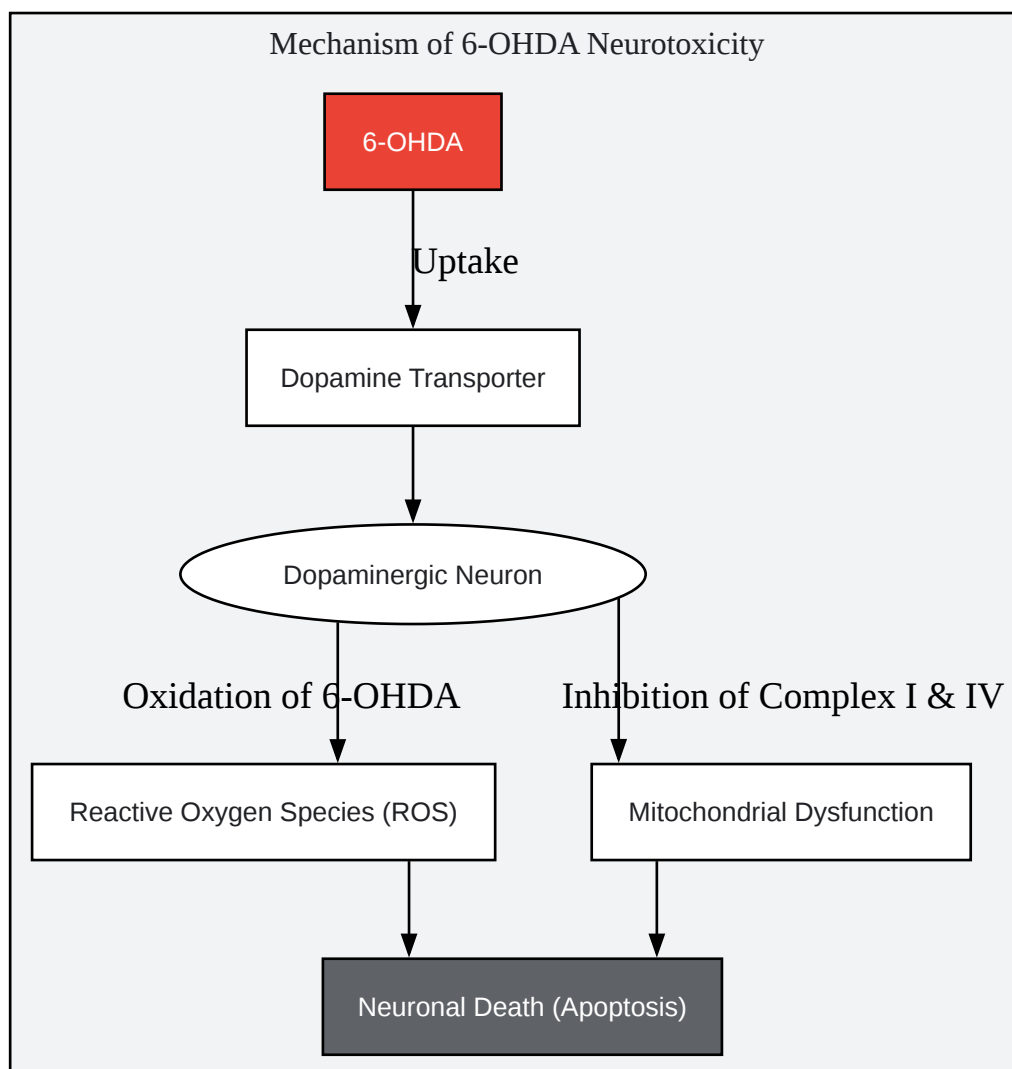 Mechanism of 6-OHDA Neurotoxicity
6-OHDA
Uptake
Dopamine Transporter
Dopaminergic Neuron
Oxidation of 6-OHDA
Inhibition of Complex I & IV
Reactive Oxygen Species (ROS)
Mitochondrial Dysfunction
Neuronal Death (Apoptosis)